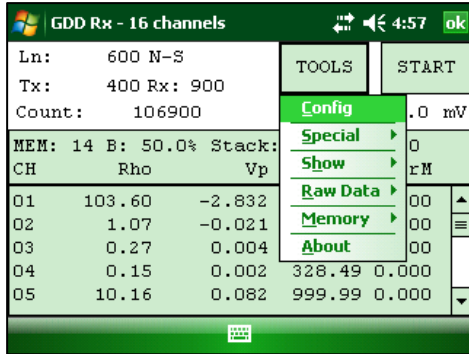 GDD Rx - 16 channels 4:57 ok
Ln: 600 N-S TOOLS START
Tx: 400 Rx: 900
Count: 106900 .0 mV
Config
Special
Show
Raw Data
Memory
About
MEM: 14 B: 50.0% Stack: 0
CH Rho Vp rM
01 103.60 -2.832 00
02 1.07 -0.021 00
03 0.27 0.004 00
04 0.15 0.002 328.49 0.000
05 10.16 0.082 999.99 0.000